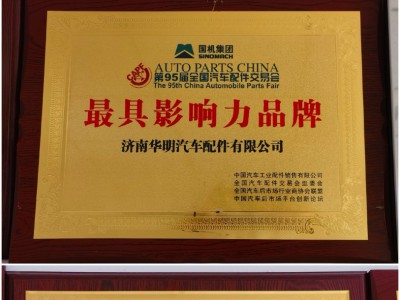 国机集团
SINOMACH
CAPF
AUTO PARTS CHINA
第95届全国汽车配件交易会
The 95th China Automobile Parts Fair
最具影响力品牌
济南华明汽车配件有限公司
中国汽车工业配件销售有限公司
全国汽车配件交易会组委会
全国汽车后市场行业商协会联盟
中国汽车后市场平台创新论坛